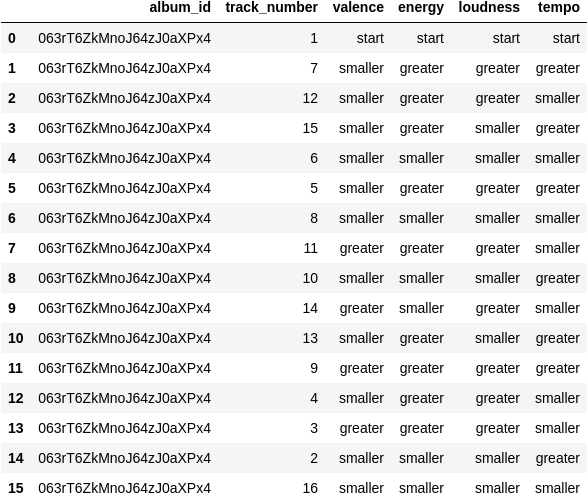 album_id track_number valence energy loudness tempo
0 063rT6ZkMnoJ64zJ0aXPx4 1 start start start start
1 063rT6ZkMnoJ64zJ0aXPx4 7 smaller greater greater greater
2 063rT6ZkMnoJ64zJ0aXPx4 12 smaller greater greater smaller
3 063rT6ZkMnoJ64zJ0aXPx4 15 smaller greater smaller greater
4 063rT6ZkMnoJ64zJ0aXPx4 6 smaller smaller smaller smaller
5 063rT6ZkMnoJ64zJ0aXPx4 5 smaller greater greater greater
6 063rT6ZkMnoJ64zJ0aXPx4 8 smaller smaller smaller smaller
7 063rT6ZkMnoJ64zJ0aXPx4 11 greater greater greater smaller
8 063rT6ZkMnoJ64zJ0aXPx4 10 smaller smaller smaller greater
9 063rT6ZkMnoJ64zJ0aXPx4 14 greater smaller greater smaller
10 063rT6ZkMnoJ64zJ0aXPx4 13 smaller greater smaller greater
11 063rT6ZkMnoJ64zJ0aXPx4 9 greater greater greater greater
12 063rT6ZkMnoJ64zJ0aXPx4 4 smaller greater smaller smaller
13 063rT6ZkMnoJ64zJ0aXPx4 3 greater greater greater smaller
14 063rT6ZkMnoJ64zJ0aXPx4 2 smaller smaller smaller greater
15 063rT6ZkMnoJ64zJ0aXPx4 16 smaller smaller smaller smaller